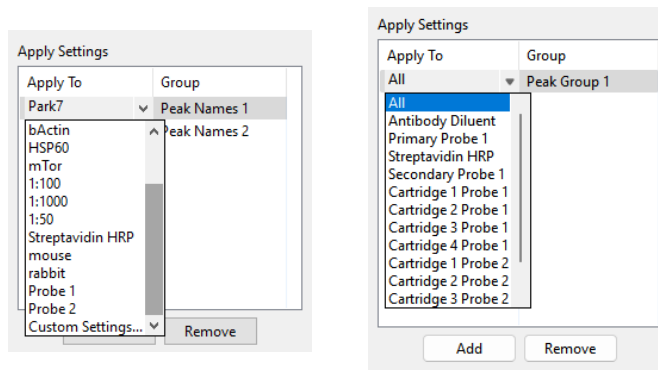 Apply Settings
Apply To Group
Park7 Peak Names 1
Peak Names 2
bActin
HSP60
mTor
1:100
1:1000
1:50
Streptavidin HRP
mouse
rabbit
Probe 1
Probe 2
Custom Settings...
Remove
Apply Settings
Apply To Group
All Peak Group 1
All
Antibody Diluent
Primary Probe 1
Streptavidin HRP
Secondary Probe 1
Cartridge 1 Probe 1
Cartridge 2 Probe 1
Cartridge 3 Probe 1
Cartridge 4 Probe 1
Cartridge 1 Probe 2
Cartridge 2 Probe 2
Cartridge 3 Probe 2
Add Remove